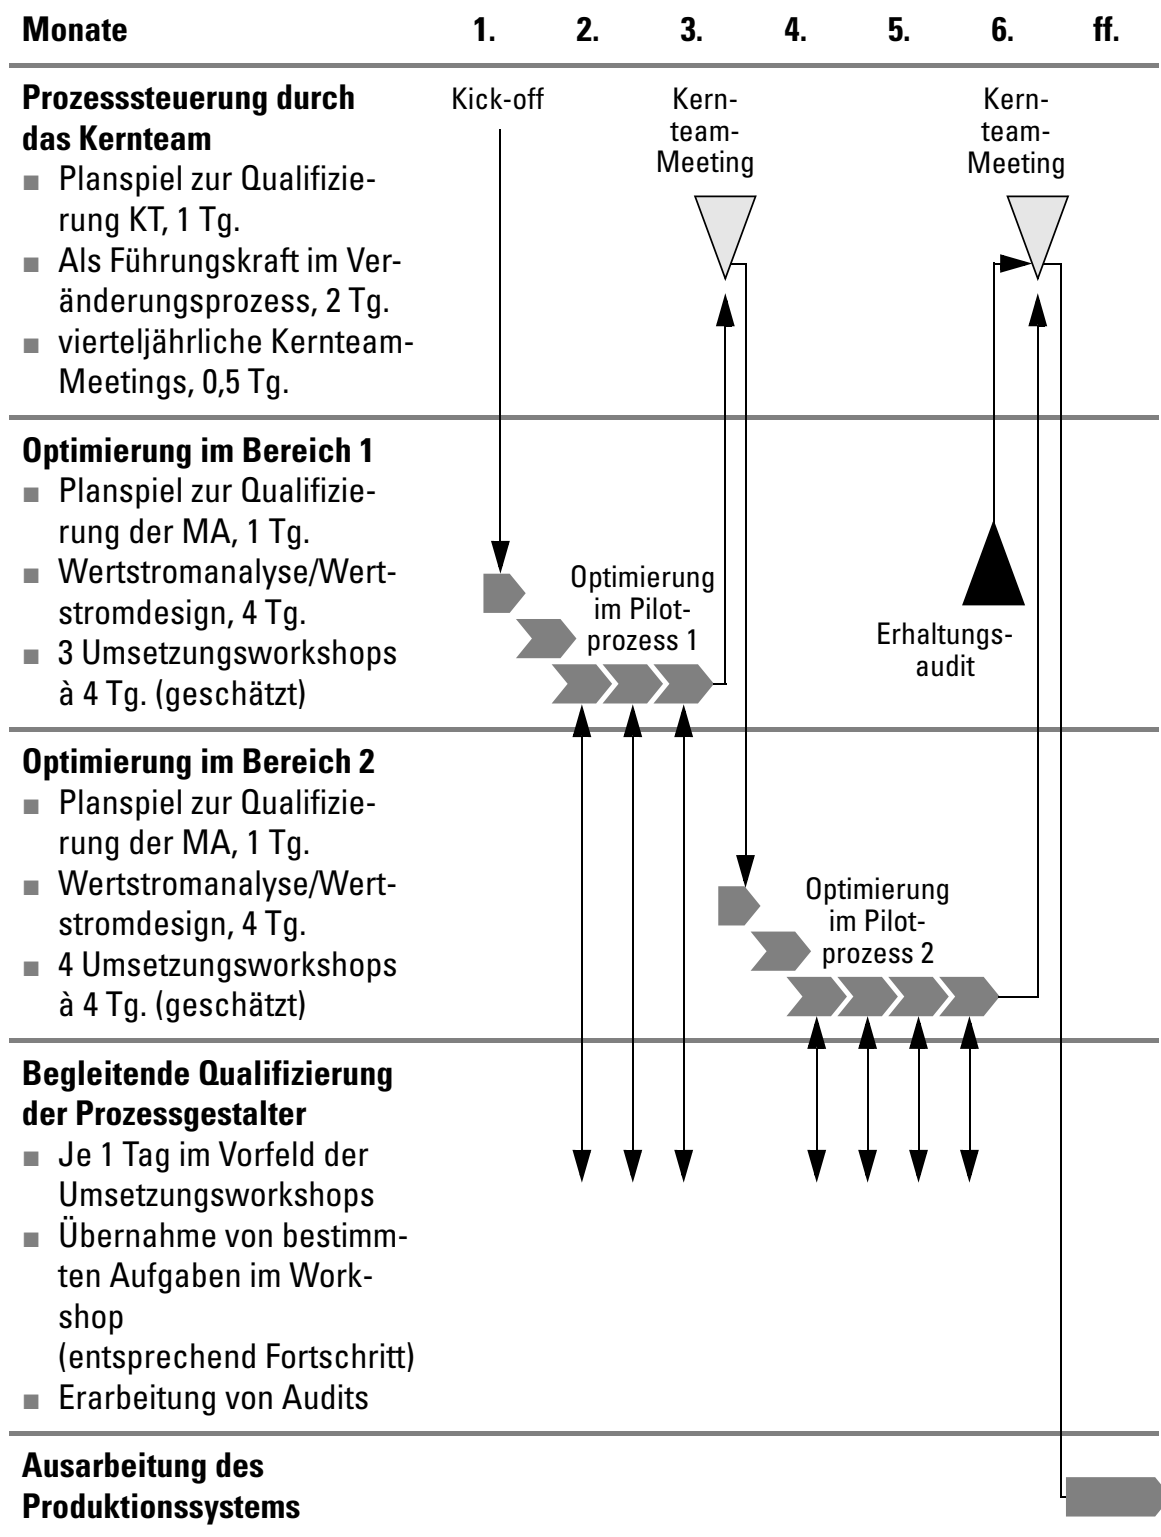 Monate 1. 2. 3. 4. 5. 6. ff.
Prozesssteuerung durch
das Kernteam
■ Planspiel zur Qualifizie-
rung KT, 1 Tg.
■ Als Führungskraft im Ver-
änderungsprozess, 2 Tg.
■ vierteljährliche Kernteam-
Meetings, 0,5 Tg.
Kick-off
Kern-
team-
Meeting
Kern-
team-
Meeting
Optimierung im Bereich 1
■ Planspiel zur Qualifizie-
rung der MA, 1 Tg.
■ Wertstromanalyse/Wert-
stromdesign, 4 Tg.
■ 3 Umsetzungsworkshops
à 4 Tg. (geschätzt)
Optimierung
im Pilot-
prozess 1
Erhaltungs-
audit
Optimierung im Bereich 2
■ Planspiel zur Qualifizie-
rung der MA, 1 Tg.
■ Wertstromanalyse/Wert-
stromdesign, 4 Tg.
■ 4 Umsetzungsworkshops
à 4 Tg. (geschätzt)
Optimierung
im Pilot-
prozess 2
Begleitende Qualifizierung
der Prozessgestalter
■ Je 1 Tag im Vorfeld der
Umsetzungsworkshops
■ Übernahme von bestimm-
ten Aufgaben im Work-
shop
(entsprechend Fortschritt)
■ Erarbeitung von Audits
Ausarbeitung des
Produktionssystems